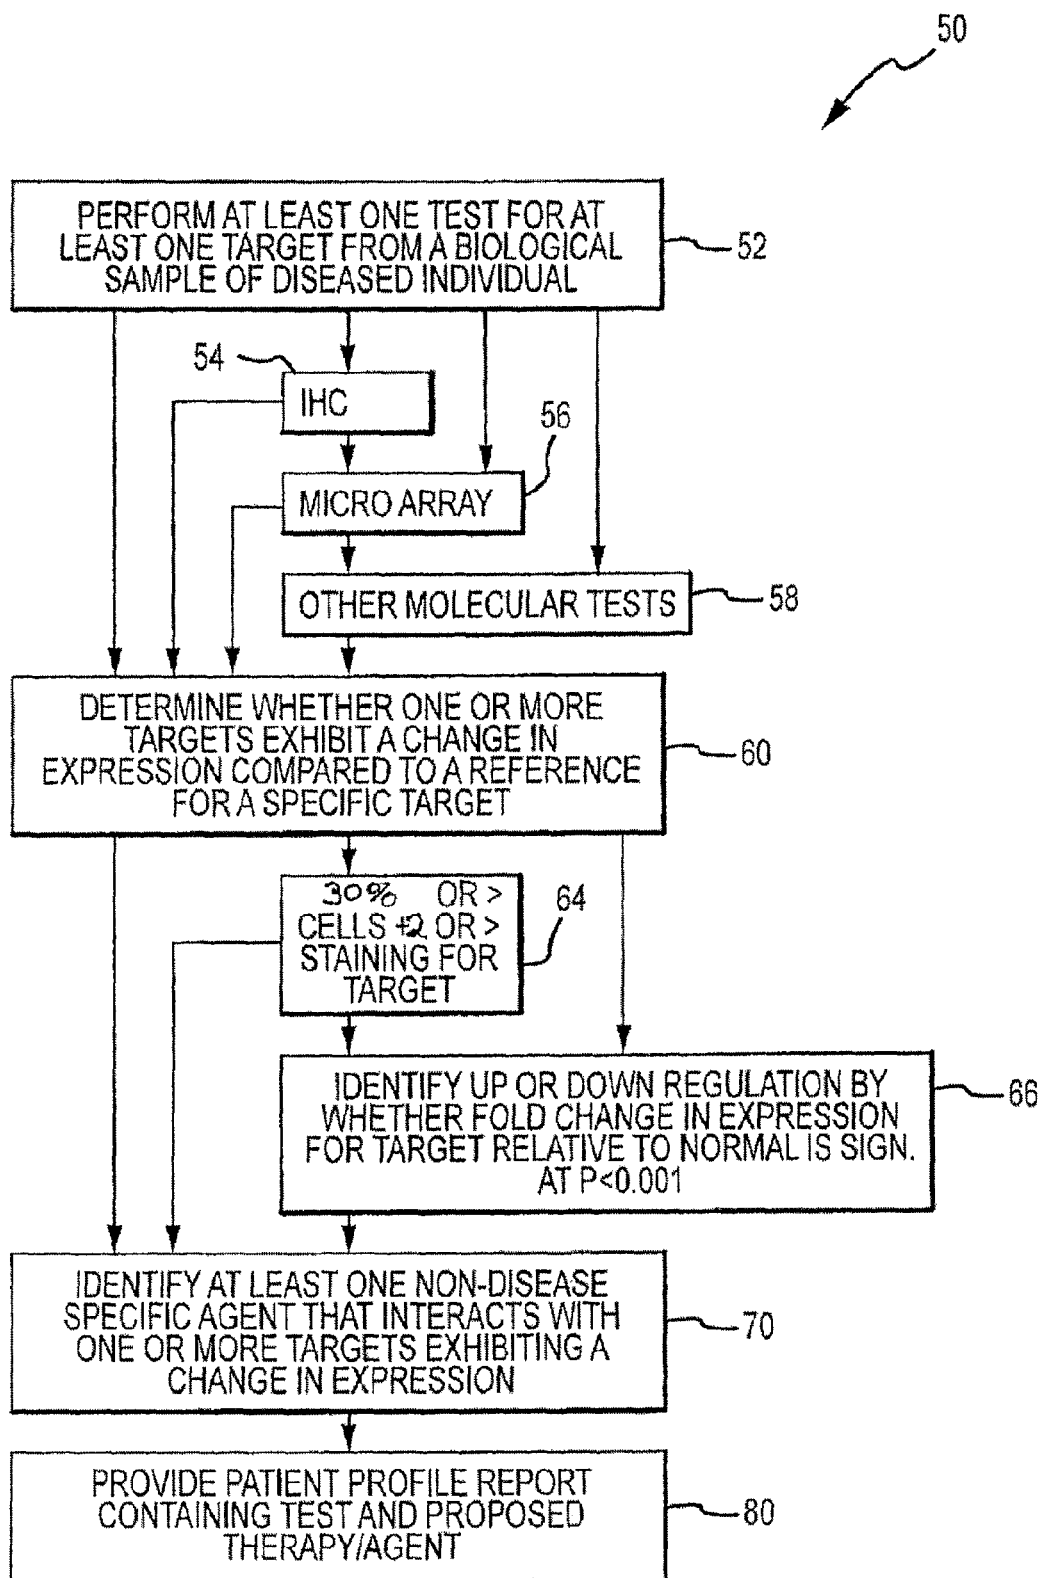 50
PERFORM AT LEAST ONE TEST FOR AT
LEAST ONE TARGET FROM A BIOLOGICAL
SAMPLE OF DISEASED INDIVIDUAL
52
54
IHC
56
MICRO ARRAY
OTHER MOLECULAR TESTS
58
DETERMINE WHETHER ONE OR MORE
TARGETS EXHIBIT A CHANGE IN
EXPRESSION COMPARED TO A REFERENCE
FOR A SPECIFIC TARGET
60
30% OR >
CELLS +2 OR >
STAINING FOR
TARGET
64
IDENTIFY UP OR DOWN REGULATION BY
WHETHER FOLD CHANGE IN EXPRESSION
FOR TARGET RELATIVE TO NORMAL IS SIGN.
AT P<0.001
66
IDENTIFY AT LEAST ONE NON-DISEASE
SPECIFIC AGENT THAT INTERACTS WITH
ONE OR MORE TARGETS EXHIBITING A
CHANGE IN EXPRESSION
70
PROVIDE PATIENT PROFILE REPORT
CONTAINING TEST AND PROPOSED
THERAPY/AGENT
80